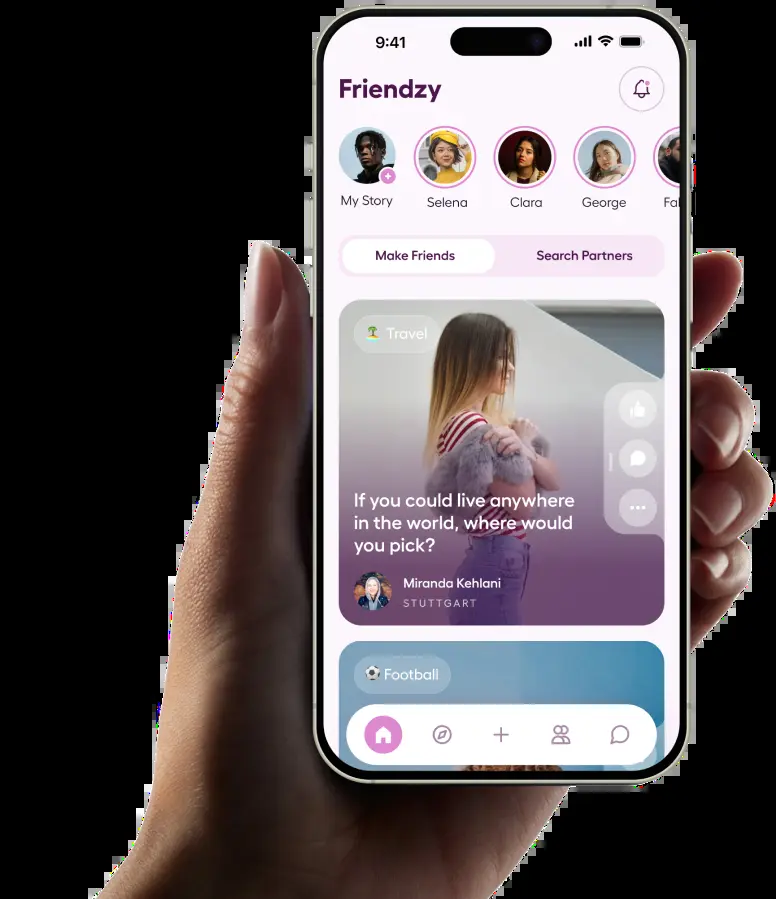 9:41
Friendzy
My Story
Selena
Clara
George
Fal
Make Friends
Search Partners
Travel
If you could live anywhere
in the world, where would
you pick?
Miranda Kehlani
STUTTGART
Football